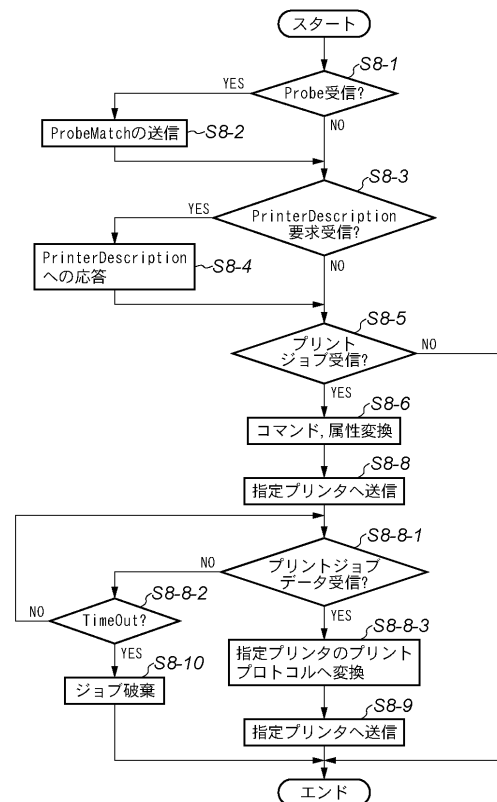 スタート
S8-1
YES
Probe受信?
NO
ProbeMatchの送信
S8-2
S8-3
YES
PrinterDescription
要求受信?
NO
PrinterDescription
への応答
S8-4
S8-5
プリント
ジョブ受信?
NO
YES
S8-6
コマンド,属性変換
S8-8
指定プリンタへ送信
S8-8-1
NO
プリントジョブ
データ受信?
YES
S8-8-2
NO
TimeOut?
YES
S8-8-3
指定プリンタのプリント
プロトコルへ変換
S8-10
ジョブ破棄
S8-9
指定プリンタへ送信
エンド